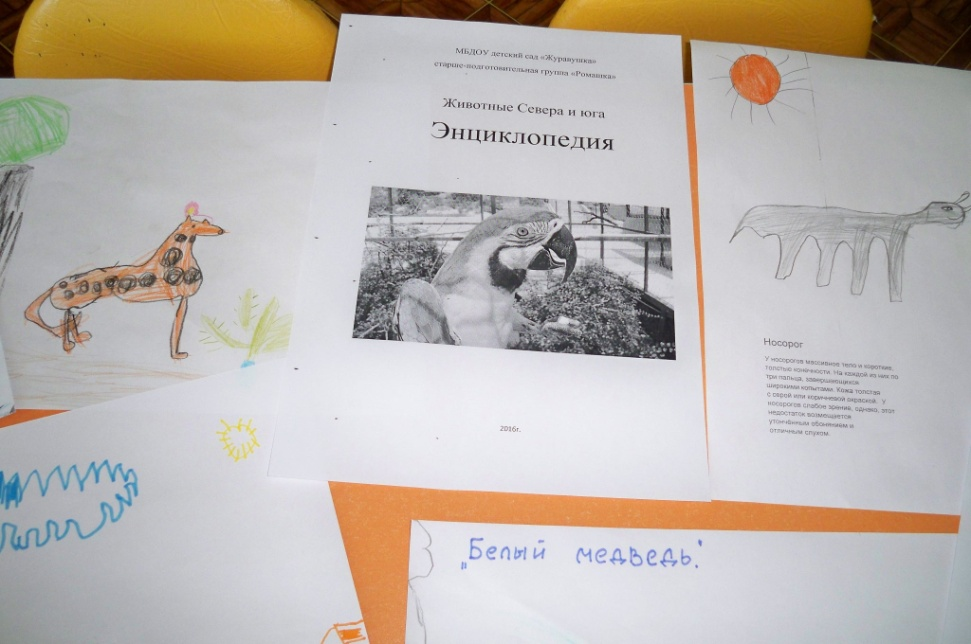 МБДОУ детский сад «Журавушка»
старше-подготовительная группа «Ромашка»
Животные Севера и юга
Энциклопедия
2016г.
Носорог
У носорогов массивное тело и короткие,
толстые конечности. На каждой из них по
три пальца, завершающихся
широкими копытами. Кожа толстая
с серой или коричневой окраской. У
носорогов слабое зрение, однако, этот
недостаток возмещается
утончённым обонянием и
отличным слухом.
„Белый медведь."